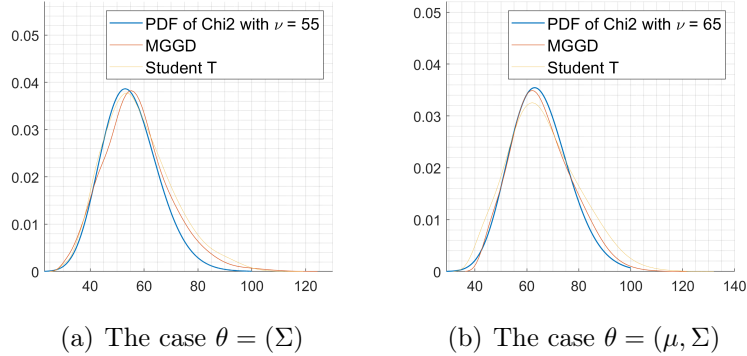 PDF of Chi2 with ν = 55
MGGD
Student T
0.05
0.04
0.03
0.02
0.01
0
40 60 80 100 120
(a) The case θ = (Σ)
PDF of Chi2 with ν = 65
MGGD
Student T
0.05
0.04
0.03
0.02
0.01
0
40 60 80 100 120 140
(b) The case θ = (μ, Σ)